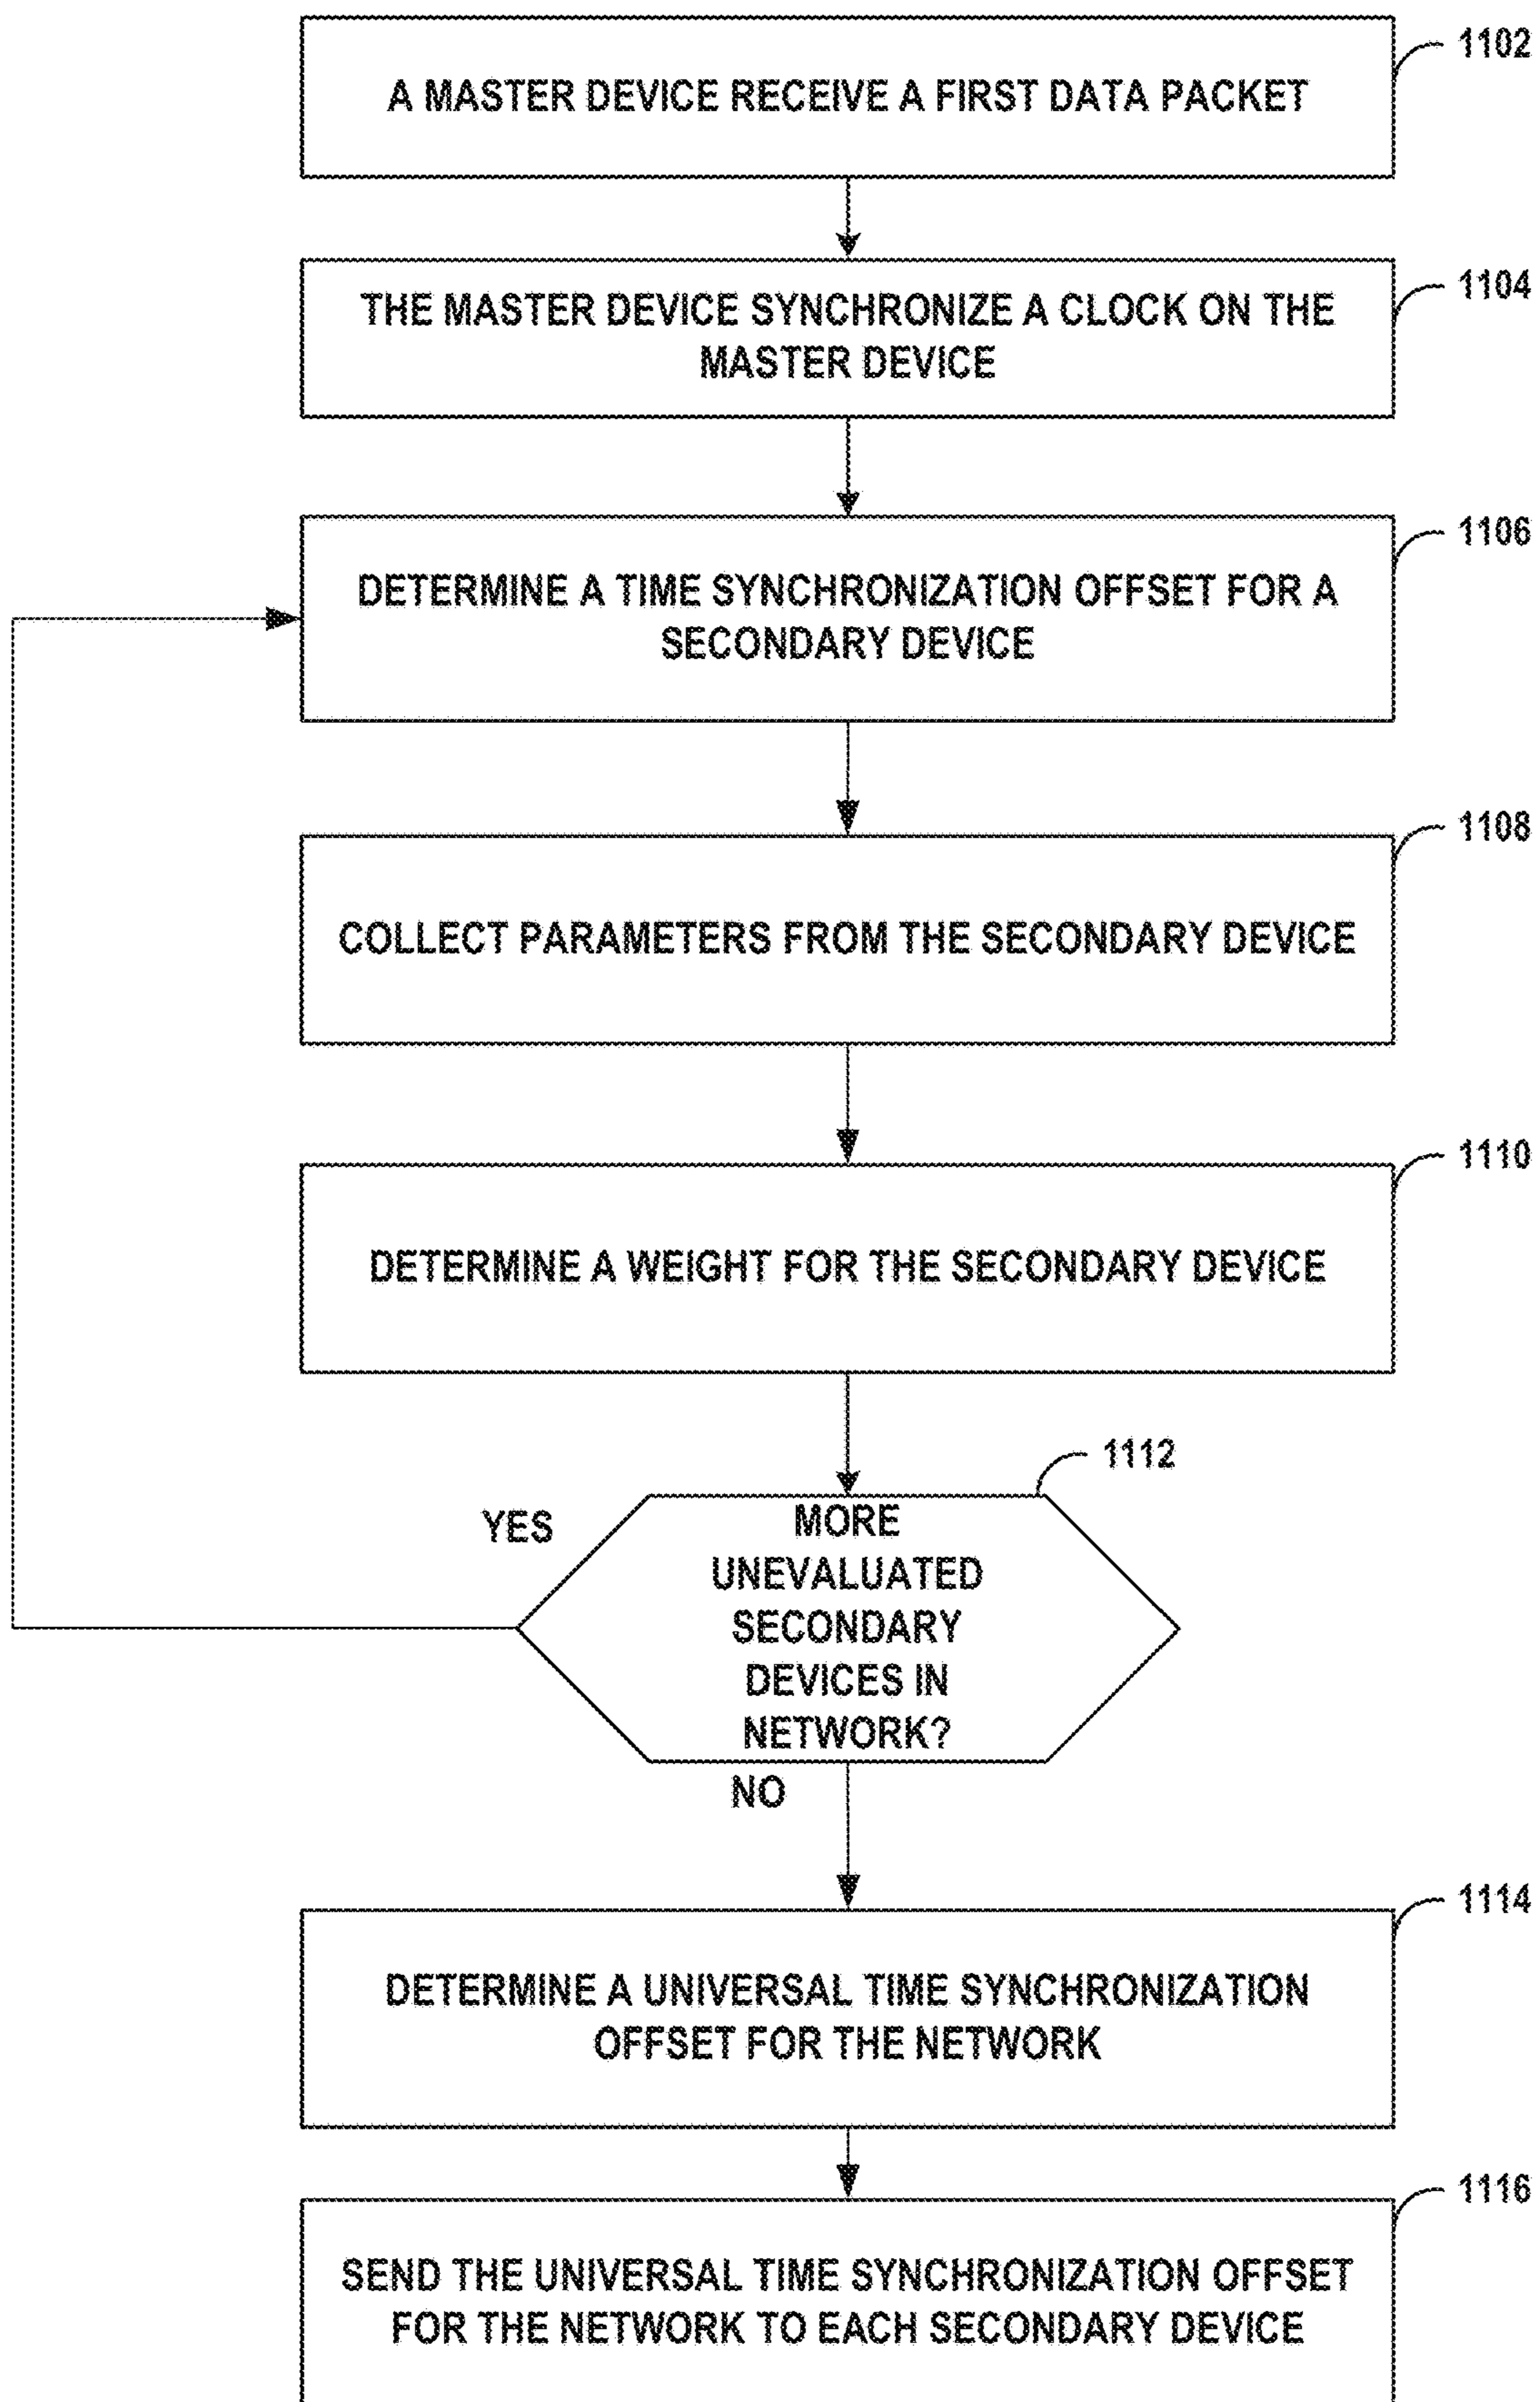 1102
A MASTER DEVICE RECEIVE A FIRST DATA PACKET
1104
THE MASTER DEVICE SYNCHRONIZE A CLOCK ON THE
MASTER DEVICE
1106
DETERMINE A TIME SYNCHRONIZATION OFFSET FOR A
SECONDARY DEVICE
1108
COLLECT PARAMETERS FROM THE SECONDARY DEVICE
1110
DETERMINE A WEIGHT FOR THE SECONDARY DEVICE
1112
YES
MORE
UNEVALUATED
SECONDARY
DEVICES IN
NETWORK?
NO
1114
DETERMINE A UNIVERSAL TIME SYNCHRONIZATION
OFFSET FOR THE NETWORK
1116
SEND THE UNIVERSAL TIME SYNCHRONIZATION OFFSET
FOR THE NETWORK TO EACH SECONDARY DEVICE